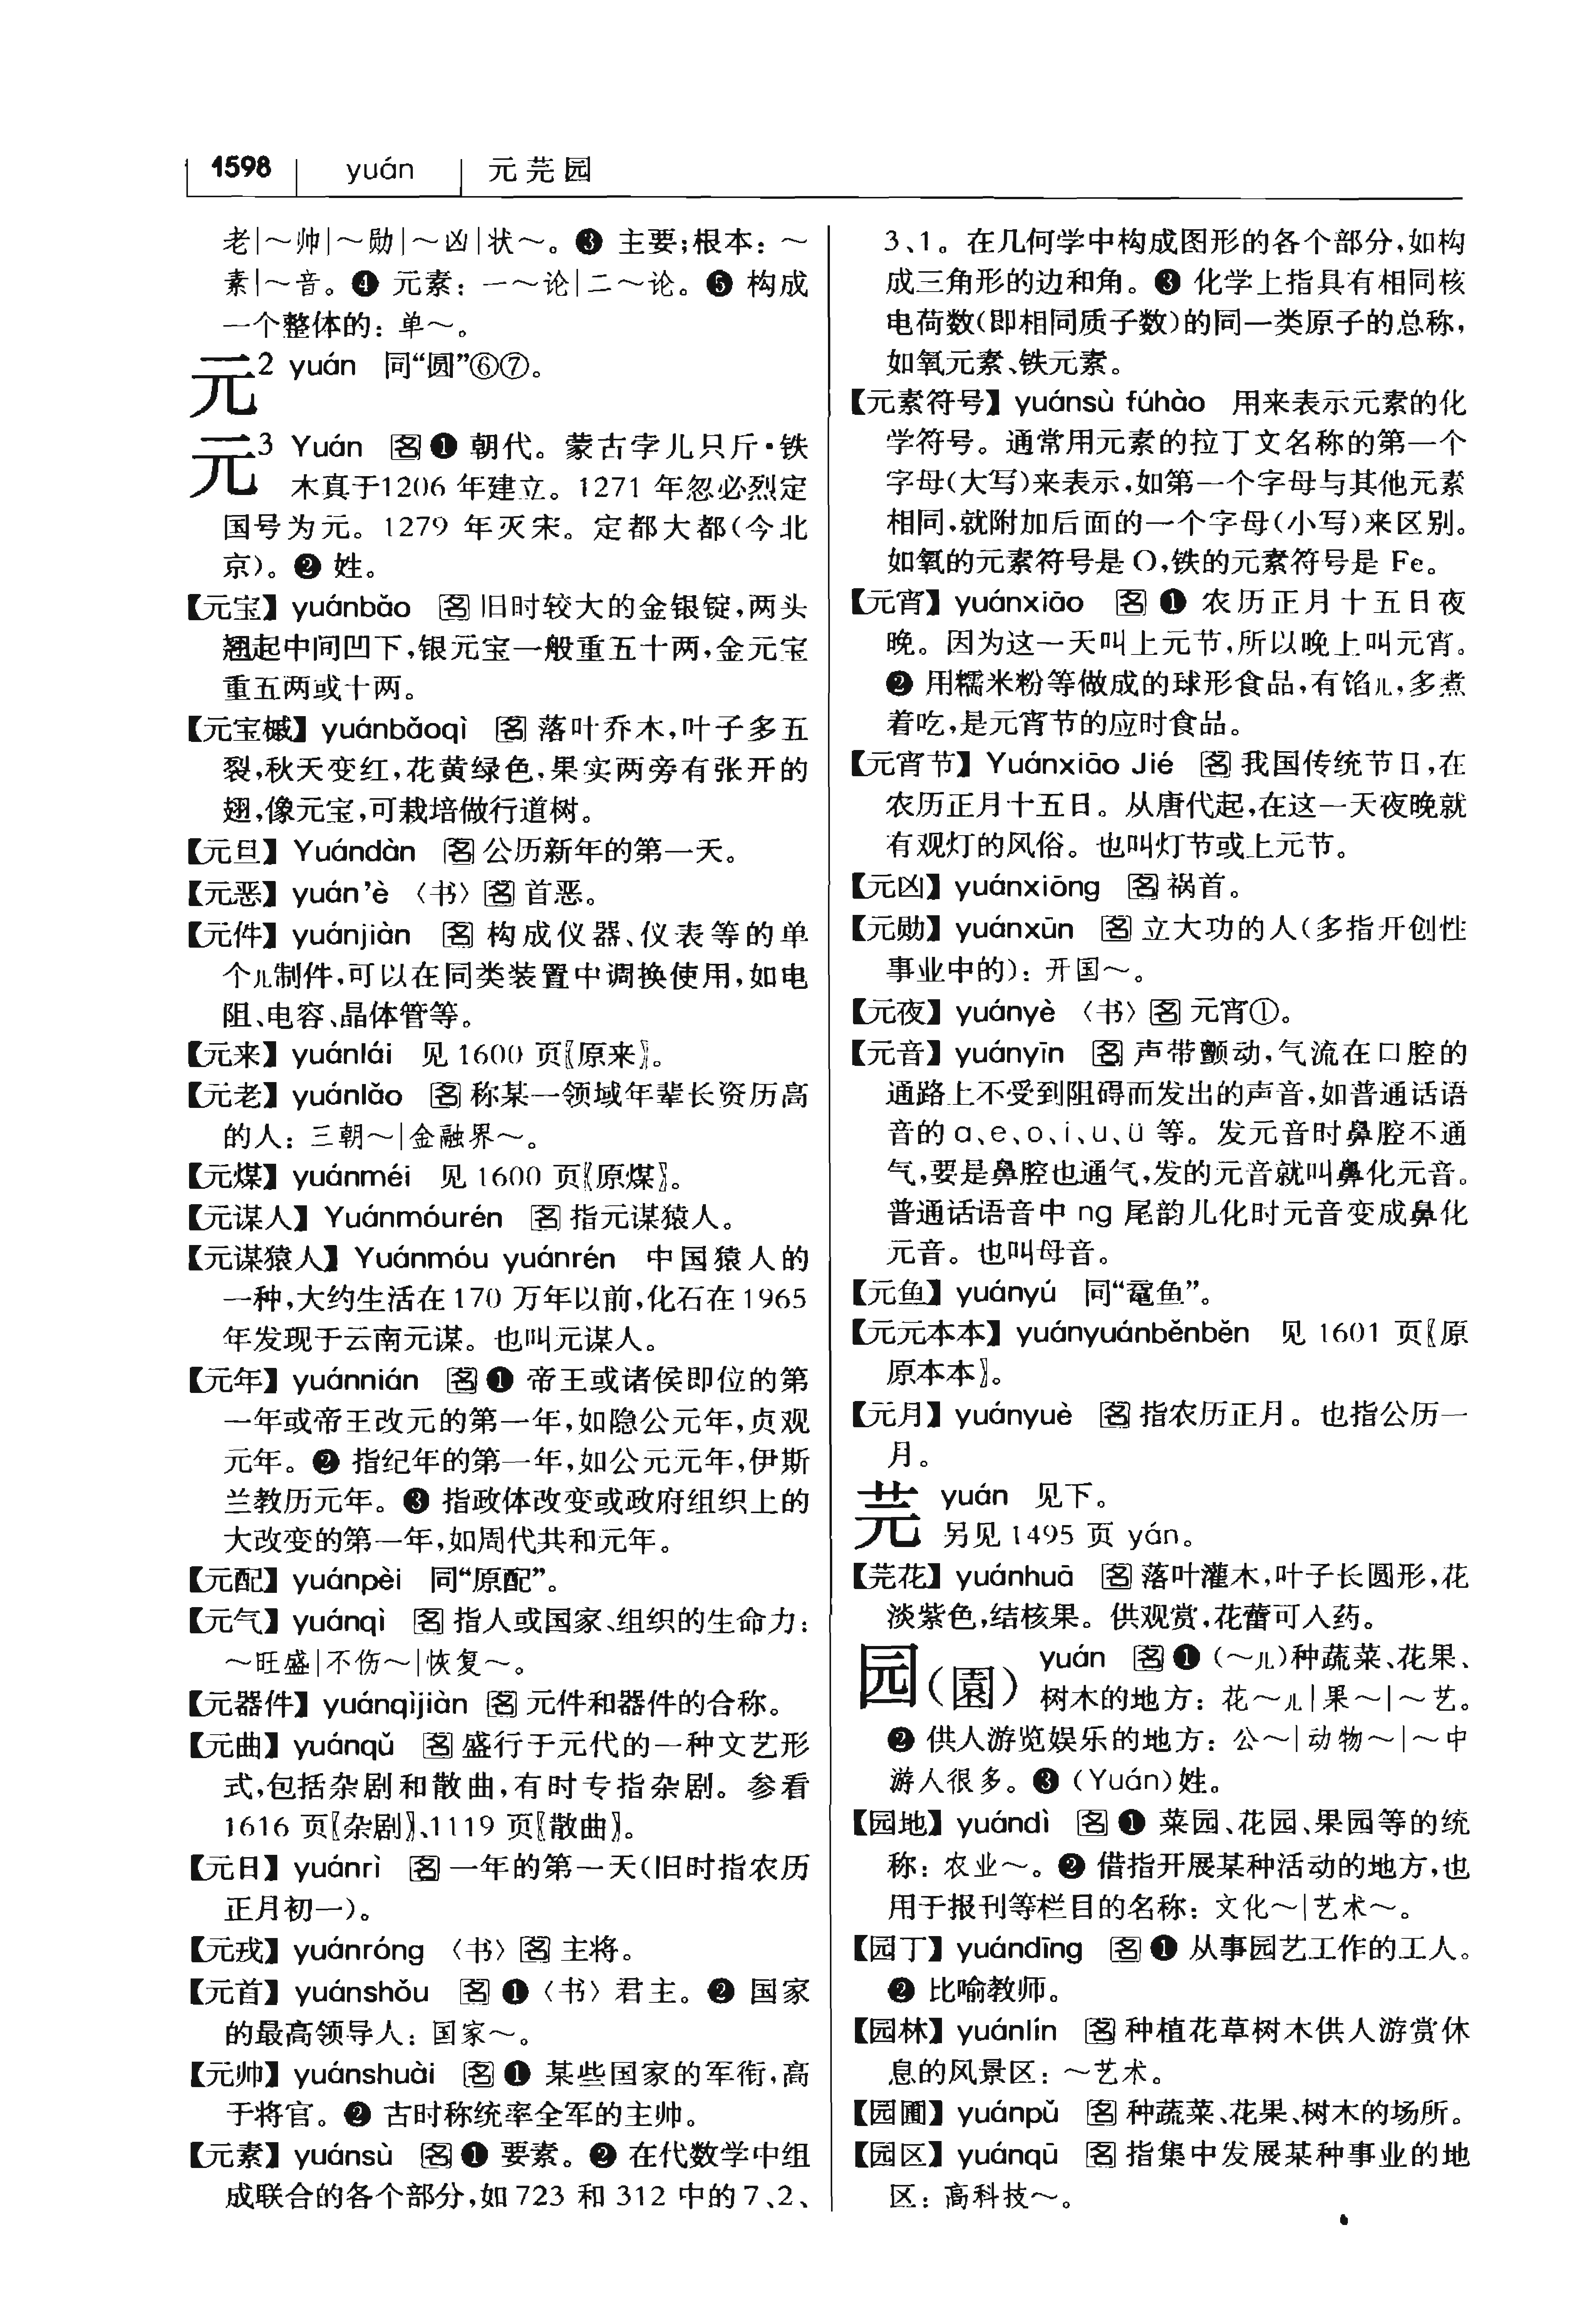 1598 yuán 元芫园
老|～帅|～勋|～凶|状～。❸ 主要;根本：～
素|～音。❹ 元素：一～论|二～论。❺ 构成
一个整体的：单～。
元2 yuán 同“圆”⑥⑦。
元3 Yuán 名 ❶ 朝代。蒙古孛儿只斤·铁
木真于1206 年建立。1271 年忽必烈定
国号为元。1279 年灭宋。定都大都(今北
京)。❷ 姓。
【元宝】yuánbǎo 名 旧时较大的金银锭,两头
翘起中间凹下,银元宝一般重五十两,金元宝
重五两或十两。
【元宝槭】yuánbǎoqì 名 落叶乔木,叶子多五
裂,秋天变红,花黄绿色,果实两旁有张开的
翅,像元宝,可栽培做行道树。
【元旦】Yuándàn 名 公历新年的第一天。
【元恶】yuán’è 〈书〉名 首恶。
【元件】yuánjiàn 名 构成仪器、仪表等的单
个儿制件,可以在同类装置中调换使用,如电
阻、电容、晶体管等。
【元来】yuánlái 见 1600 页〖原来〗。
【元老】yuánlǎo 名 称某一领域年辈长资历高
的人：三朝～|金融界～。
【元煤】yuánméi 见 1600 页〖原煤〗。
【元谋人】Yuánmóurén 名 指元谋猿人。
【元谋猿人】Yuánmóu yuánrén 中国猿人的
一种,大约生活在 170 万年以前,化石在 1965
年发现于云南元谋。也叫元谋人。
【元年】yuánnián 名 ❶ 帝王或诸侯即位的第
一年或帝王改元的第一年,如隐公元年,贞观
元年。❷ 指纪年的第一年,如公元元年,伊斯
兰教历元年。❸ 指政体改变或政府组织上的
大改变的第一年,如周代共和元年。
【元配】yuánpèi 同“原配”。
【元气】yuánqì 名 指人或国家、组织的生命力：
～旺盛|不伤～|恢复～。
【元器件】yuánqìjiàn 名 元件和器件的合称。
【元曲】yuánqǔ 名 盛行于元代的一种文艺形
式,包括杂剧和散曲,有时专指杂剧。参看
1616 页〖杂剧〗、1119 页〖散曲〗。
【元日】yuánrì 名 一年的第一天(旧时指农历
正月初一)。
【元戎】yuánróng 〈书〉名 主将。
【元首】yuánshǒu 名 ❶〈书〉君主。❷ 国家
的最高领导人：国家～。
【元帅】yuánshuài 名 ❶ 某些国家的军衔,高
于将官。❷ 古时称统率全军的主帅。
【元素】yuánsù 名 ❶ 要素。❷ 在代数学中组
成联合的各个部分,如 723 和 312 中的 7、2、
3、1。在几何学中构成图形的各个部分,如构
成三角形的边和角。❸ 化学上指具有相同核
电荷数(即相同质子数)的同一类原子的总称,
如氧元素、铁元素。
【元素符号】yuánsù fúhào 用来表示元素的化
学符号。通常用元素的拉丁文名称的第一个
字母(大写)来表示,如第一个字母与其他元素
相同,就附加后面的一个字母(小写)来区别。
如氧的元素符号是 O,铁的元素符号是 Fe。
【元宵】yuánxiāo 名 ❶ 农历正月十五日夜
晚。因为这一天叫上元节,所以晚上叫元宵。
❷ 用糯米粉等做成的球形食品,有馅儿,多煮
着吃,是元宵节的应时食品。
【元宵节】Yuánxiāo Jié 名 我国传统节日,在
农历正月十五日。从唐代起,在这一天夜晚就
有观灯的风俗。也叫灯节或上元节。
【元凶】yuánxiōng 名 祸首。
【元勋】yuánxūn 名 立大功的人(多指开创性
事业中的)：开国～。
【元夜】yuányè 〈书〉名 元宵①。
【元音】yuányīn 名 声带颤动,气流在口腔的
通路上不受到阻碍而发出的声音,如普通话语
音的 ɑ、e、o、i、u、ü 等。发元音时鼻腔不通
气,要是鼻腔也通气,发的元音就叫鼻化元音。
普通话语音中 ng 尾韵儿化时元音变成鼻化
元音。也叫母音。
【元鱼】yuányú 同“鼋鱼”。
【元元本本】yuányuánběnběn 见 1601 页〖原
原本本〗。
【元月】yuányuè 名 指农历正月。也指公历一
月。
芫 yuán 见下。
另见 1495 页 yán。
【芫花】yuánhuā 名 落叶灌木,叶子长圆形,花
淡紫色,结核果。供观赏,花蕾可入药。
园(園) yuán 名 ❶ (～儿)种蔬菜、花果、
树木的地方：花～儿|果～|～艺。
❷ 供人游览娱乐的地方：公～|动物～|～中
游人很多。❸ (Yuán)姓。
【园地】yuándì 名 ❶ 菜园、花园、果园等的统
称：农业～。❷ 借指开展某种活动的地方,也
用于报刊等栏目的名称：文化～|艺术～。
【园丁】yuándīng 名 ❶ 从事园艺工作的工人。
❷ 比喻教师。
【园林】yuánlín 名 种植花草树木供人游赏休
息的风景区：～艺术。
【园圃】yuánpǔ 名 种蔬菜、花果、树木的场所。
【园区】yuánqū 名 指集中发展某种事业的地
区：高科技～。